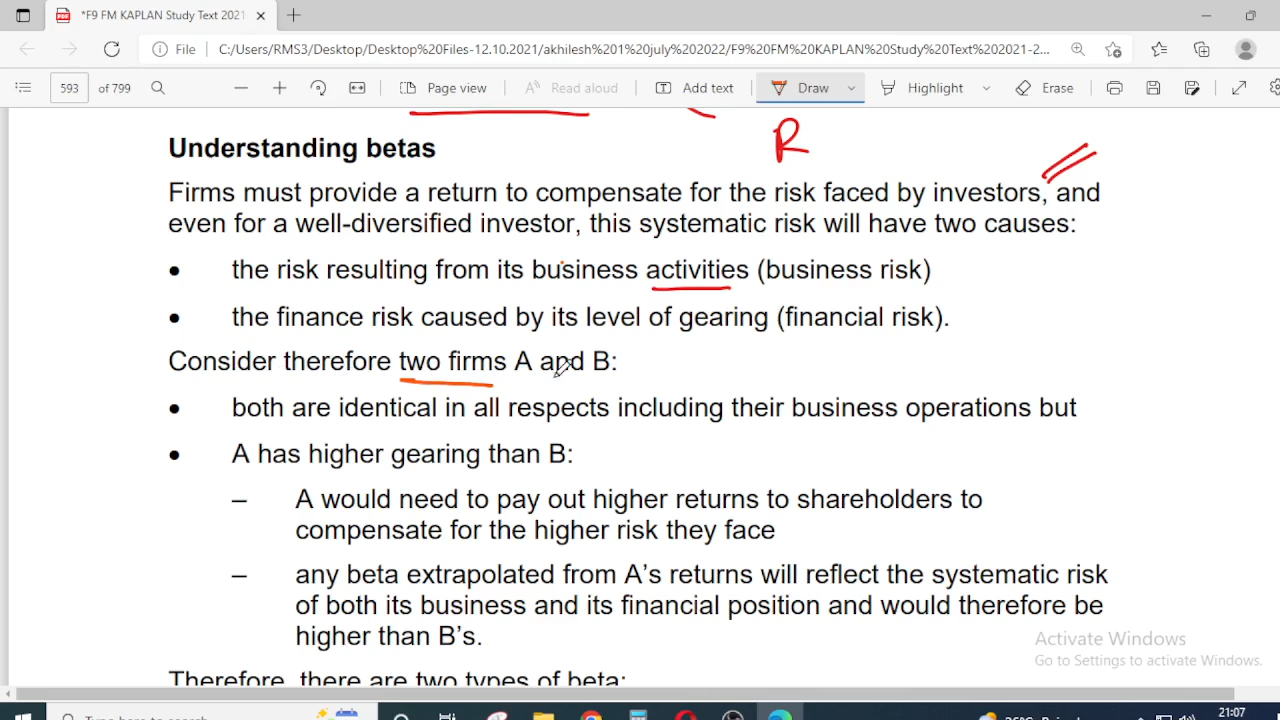 *F9 FM KAPLAN Study Text 2021
File
C:/Users/RMS3/Desktop/Desktop%20Files-12.10.2021/akhilesh%201%20july%202022/F9%20FM%20KAPLAN%20Study%20Text%202021-2...
593 of 799
Page view
Read aloud
Add text
Draw
Highlight
Erase
R
Understanding betas
Firms must provide a return to compensate for the risk faced by investors, and
even for a well-diversified investor, this systematic risk will have two causes:
• the risk resulting from its business activities (business risk)
• the finance risk caused by its level of gearing (financial risk).
Consider therefore two firms A and B:
• both are identical in all respects including their business operations but
• A has higher gearing than B:
– A would need to pay out higher returns to shareholders to
compensate for the higher risk they face
– any beta extrapolated from A's returns will reflect the systematic risk
of both its business and its financial position and would therefore be
higher than B's.
Therefore, there are two types of beta:
Activate Windows
Go to Settings to activate Windows.
Type here to search
21:07